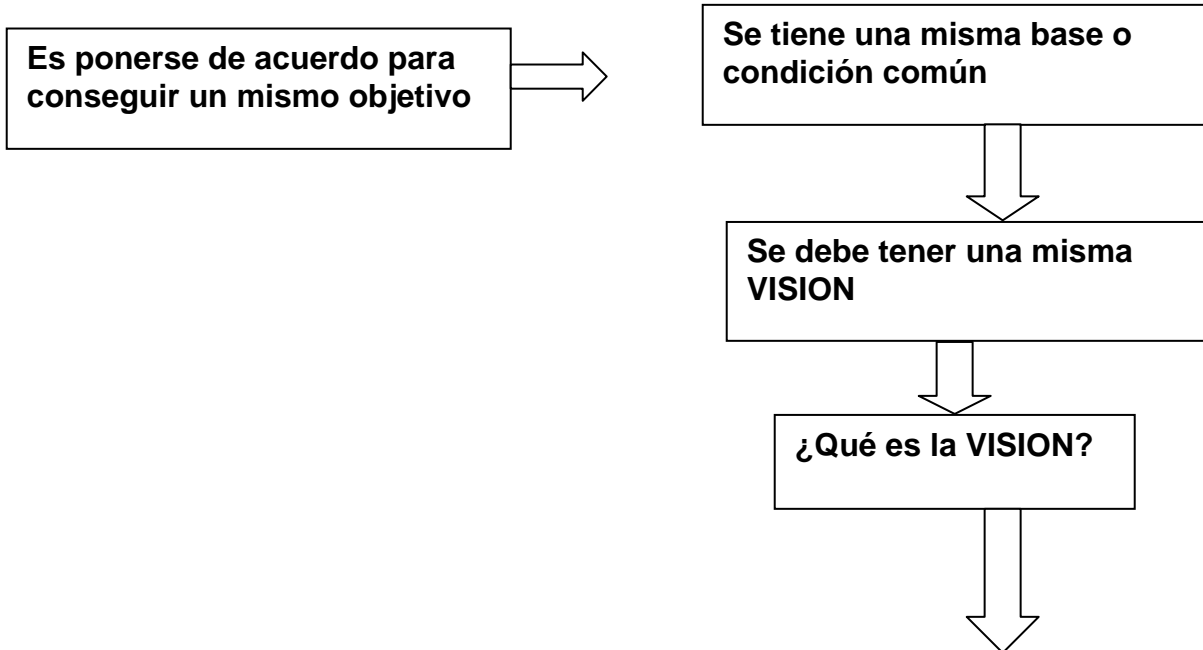 Es ponerse de acuerdo para
conseguir un mismo objetivo
Se tiene una misma base o
condición común
Se debe tener una misma
VISION
¿Qué es la VISION?